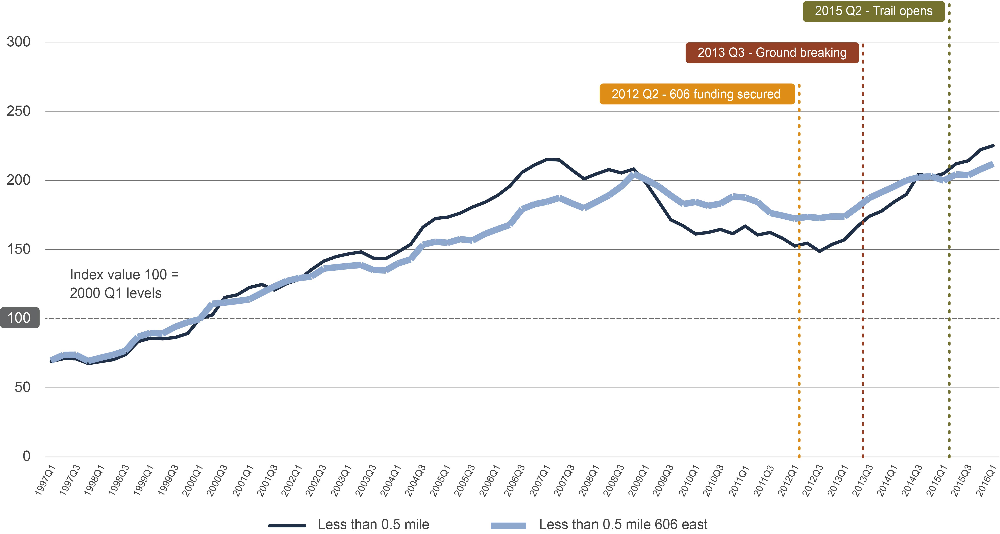 2015 Q2 - Trail opens
300
2013 Q3 - Ground breaking
2012 Q2 - 606 funding secured
250
200
150
Index value 100 =
2000 Q1 levels
100
50
0
1997Q1
1997Q3
1998Q1
1998Q3
1999Q1
1999Q3
2000Q1
2000Q3
2001Q1
2001Q3
2002Q1
2002Q3
2003Q1
2003Q3
2004Q1
2004Q3
2005Q1
2005Q3
2006Q1
2006Q3
2007Q1
2007Q3
2008Q1
2008Q3
2009Q1
2009Q3
2010Q1
2010Q3
2011Q1
2011Q3
2012Q1
2012Q3
2013Q1
2013Q3
2014Q1
2014Q3
2015Q1
2015Q3
2016Q1
Less than 0.5 mile
Less than 0.5 mile 606 east